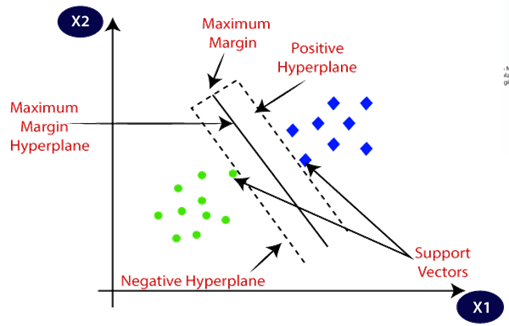 X2
Maximum
Margin
Positive
Hyperplane
Maximum
Margin
Hyperplane
Support
Vectors
Negative Hyperplane
X1